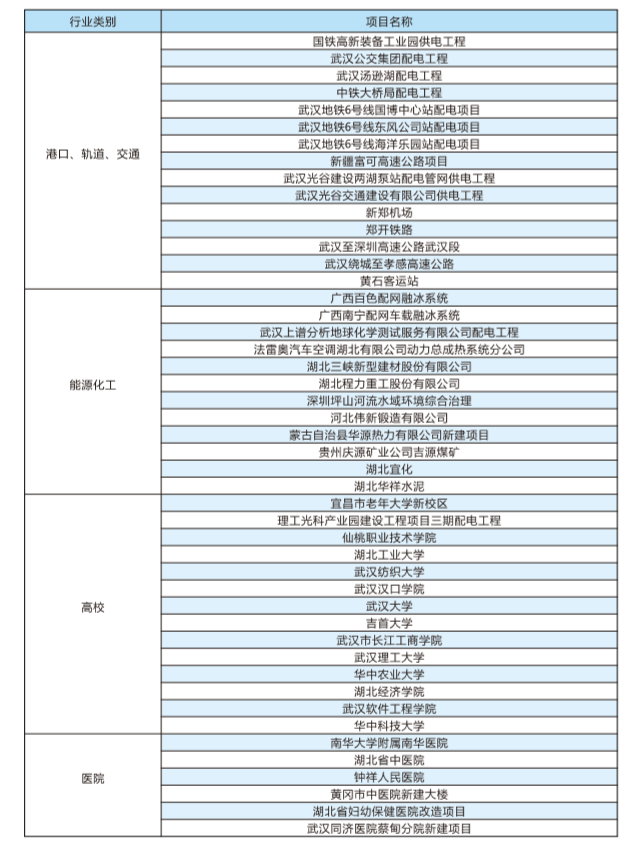 行业类别 项目名称
港口、轨道、交通
国铁高新装备工业园供电工程
武汉公交集团配电工程
武汉汤逊湖配电工程
中铁大桥局配电工程
武汉地铁6号线国博中心站配电项目
武汉地铁6号线东风公司站配电项目
武汉地铁6号线海洋乐园站配电项目
新疆富可高速公路项目
武汉光谷建设两湖泵站配电管网供电工程
武汉光谷交通建设有限公司供电工程
新郑机场
郑开铁路
武汉至深圳高速公路武汉段
武汉绕城至孝感高速公路
黄石客运站
能源化工
广西百色配网融冰系统
广西南宁配网车载融冰系统
武汉上谱分析地球化学测试服务有限公司配电工程
法雷奥汽车空调湖北有限公司动力总成热系统分公司
湖北三峡新型建材股份有限公司
湖北程力重工股份有限公司
深圳坪山河流水域环境综合治理
河北伟新锻造有限公司
蒙古自治县华源热力有限公司新建项目
贵州庆源矿业公司吉源煤矿
湖北宜化
湖北华祥水泥
高校
宜昌市老年大学新校区
理工光科产业园建设工程项目三期配电工程
仙桃职业技术学院
湖北工业大学
武汉纺织大学
武汉汉口学院
武汉大学
吉首大学
武汉市长江工商学院
武汉理工大学
华中农业大学
湖北经济学院
武汉软件工程学院
华中科技大学
医院
南华大学附属南华医院
湖北省中医院
钟祥人民医院
黄冈市中医院新建大楼
湖北省妇幼保健医院改造项目
武汉同济医院蔡甸分院新建项目